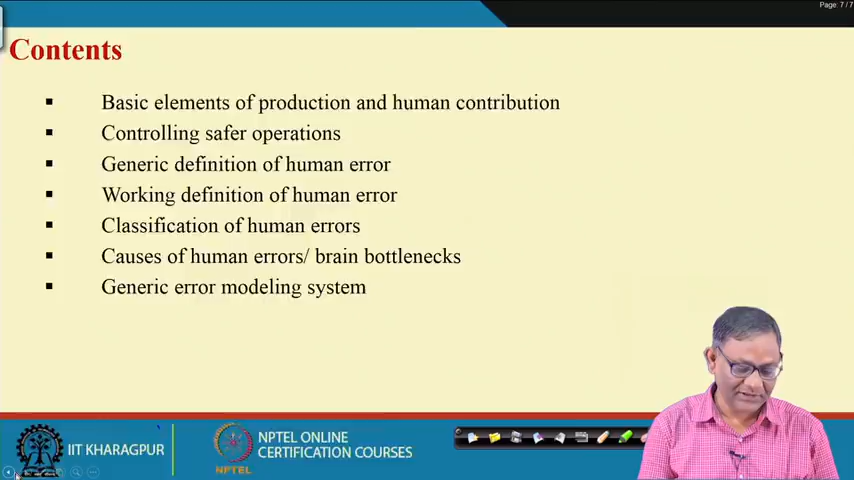 Page: 7 / 7
Contents
▪ Basic elements of production and human contribution
▪ Controlling safer operations
▪ Generic definition of human error
▪ Working definition of human error
▪ Classification of human errors
▪ Causes of human errors/ brain bottlenecks
▪ Generic error modeling system
IIT KHARAGPUR
NPTEL
NPTEL ONLINE
CERTIFICATION COURSES